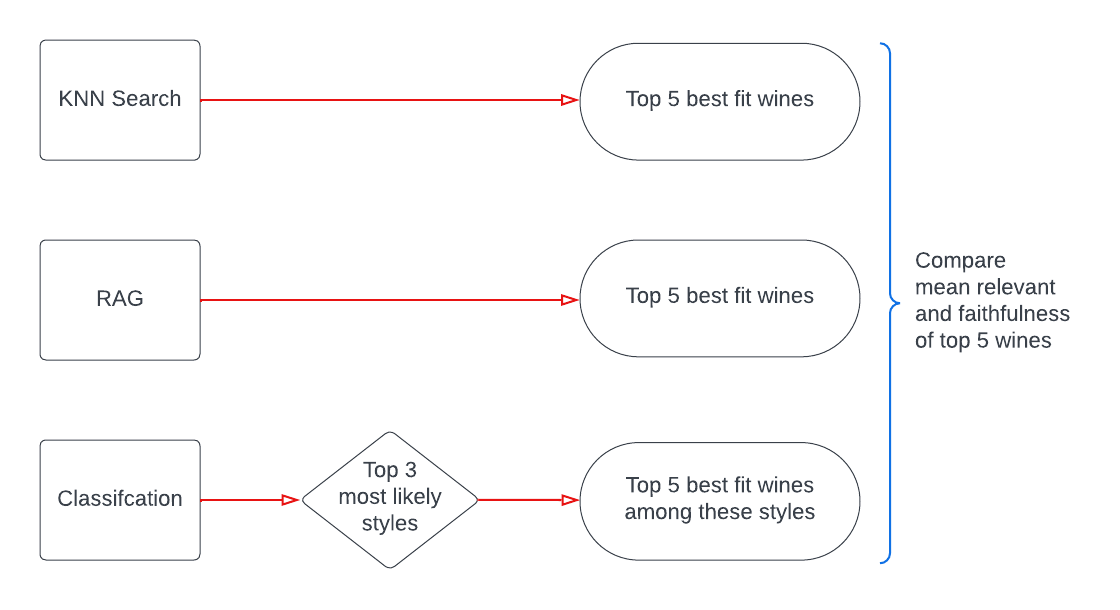 KNN Search
Top 5 best fit wines
RAG
Top 5 best fit wines
Compare
mean relevant
and faithfulness
of top 5 wines
Classifcation
Top 3
most likely
styles
Top 5 best fit wines
among these styles